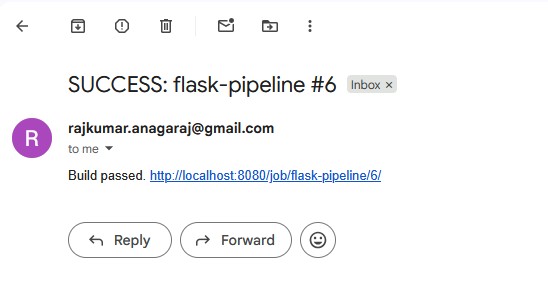 SUCCESS: flask-pipeline #6 Inbox ×
R
rajkumar.anagaraj@gmail.com
to me
Build passed. http://localhost:8080/job/flask-pipeline/6/
Reply Forward